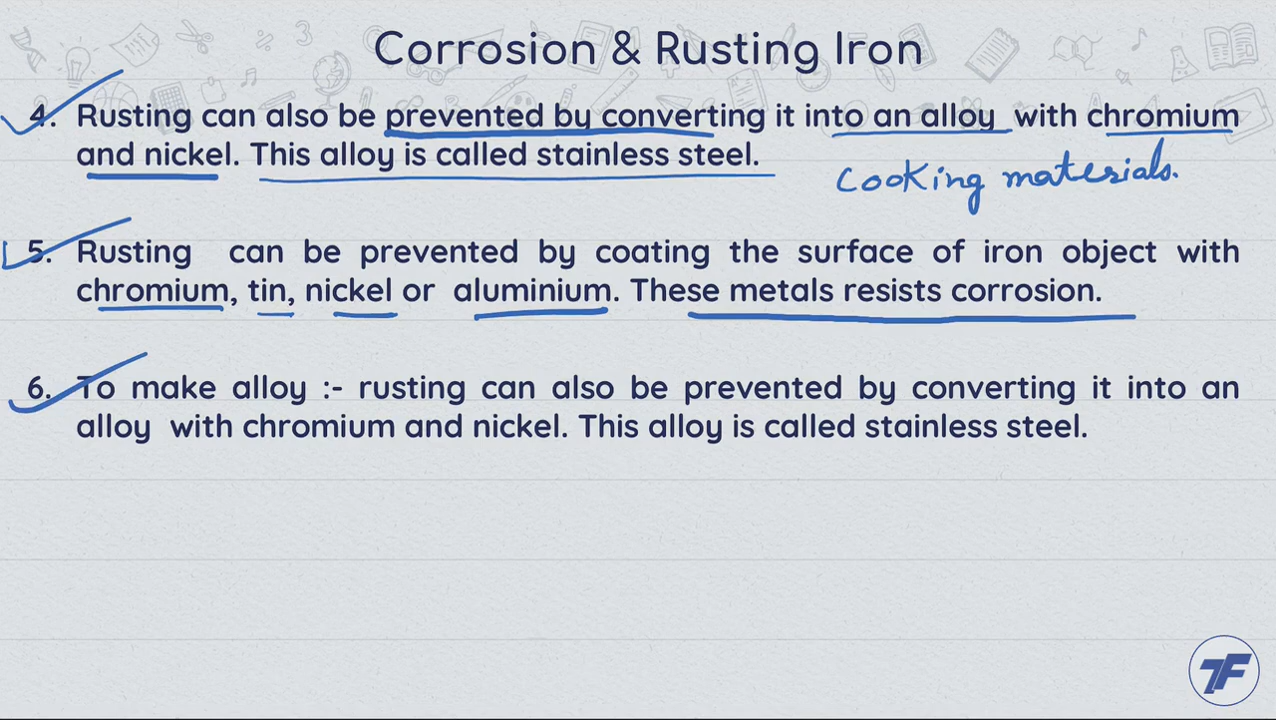 Corrosion & Rusting Iron
4. Rusting can also be prevented by converting it into an alloy with chromium
and nickel. This alloy is called stainless steel.
cooking materials.
5. Rusting can be prevented by coating the surface of iron object with
chromium, tin, nickel or aluminium. These metals resists corrosion.
6. To make alloy :- rusting can also be prevented by converting it into an
alloy with chromium and nickel. This alloy is called stainless steel.
TF